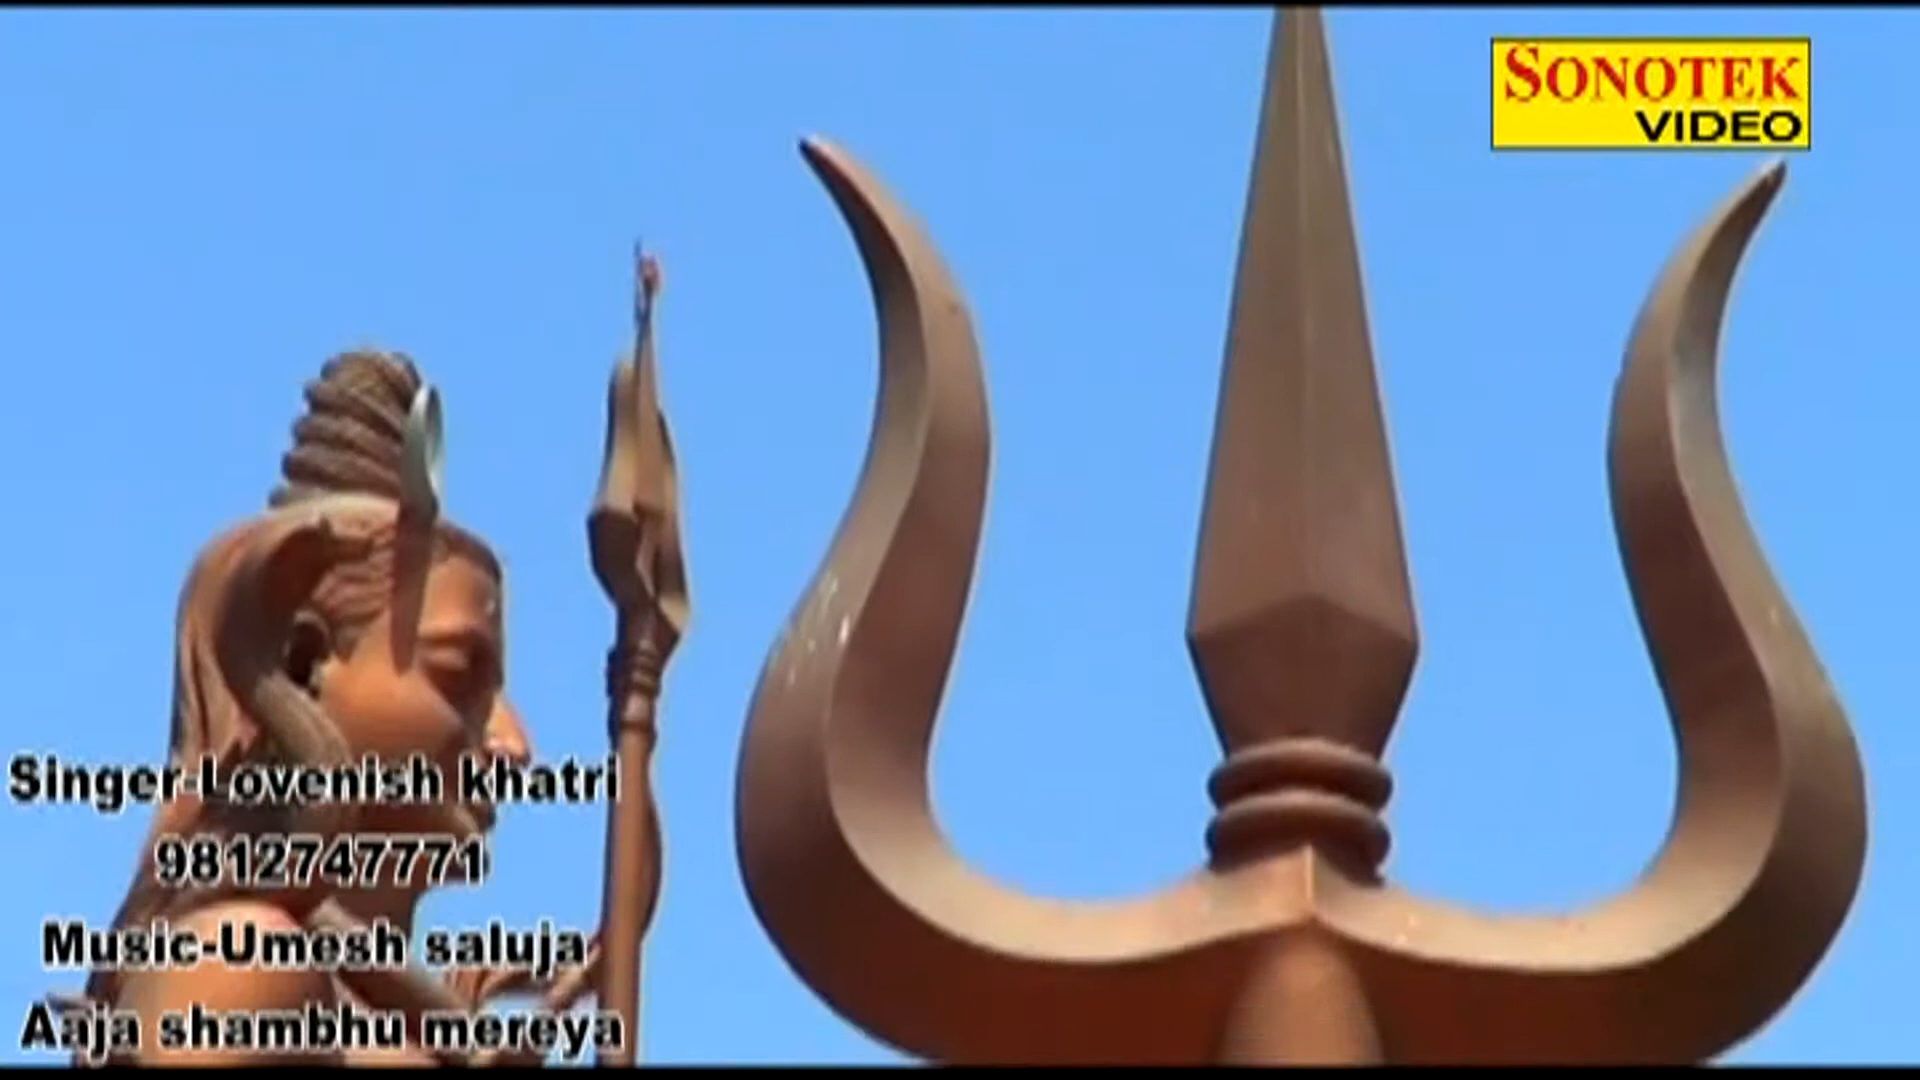 SONOTEK
VIDEO
Singer-Lovenish khatri
9812747771
Music-Umesh saluja
Aaja shambhu mereya